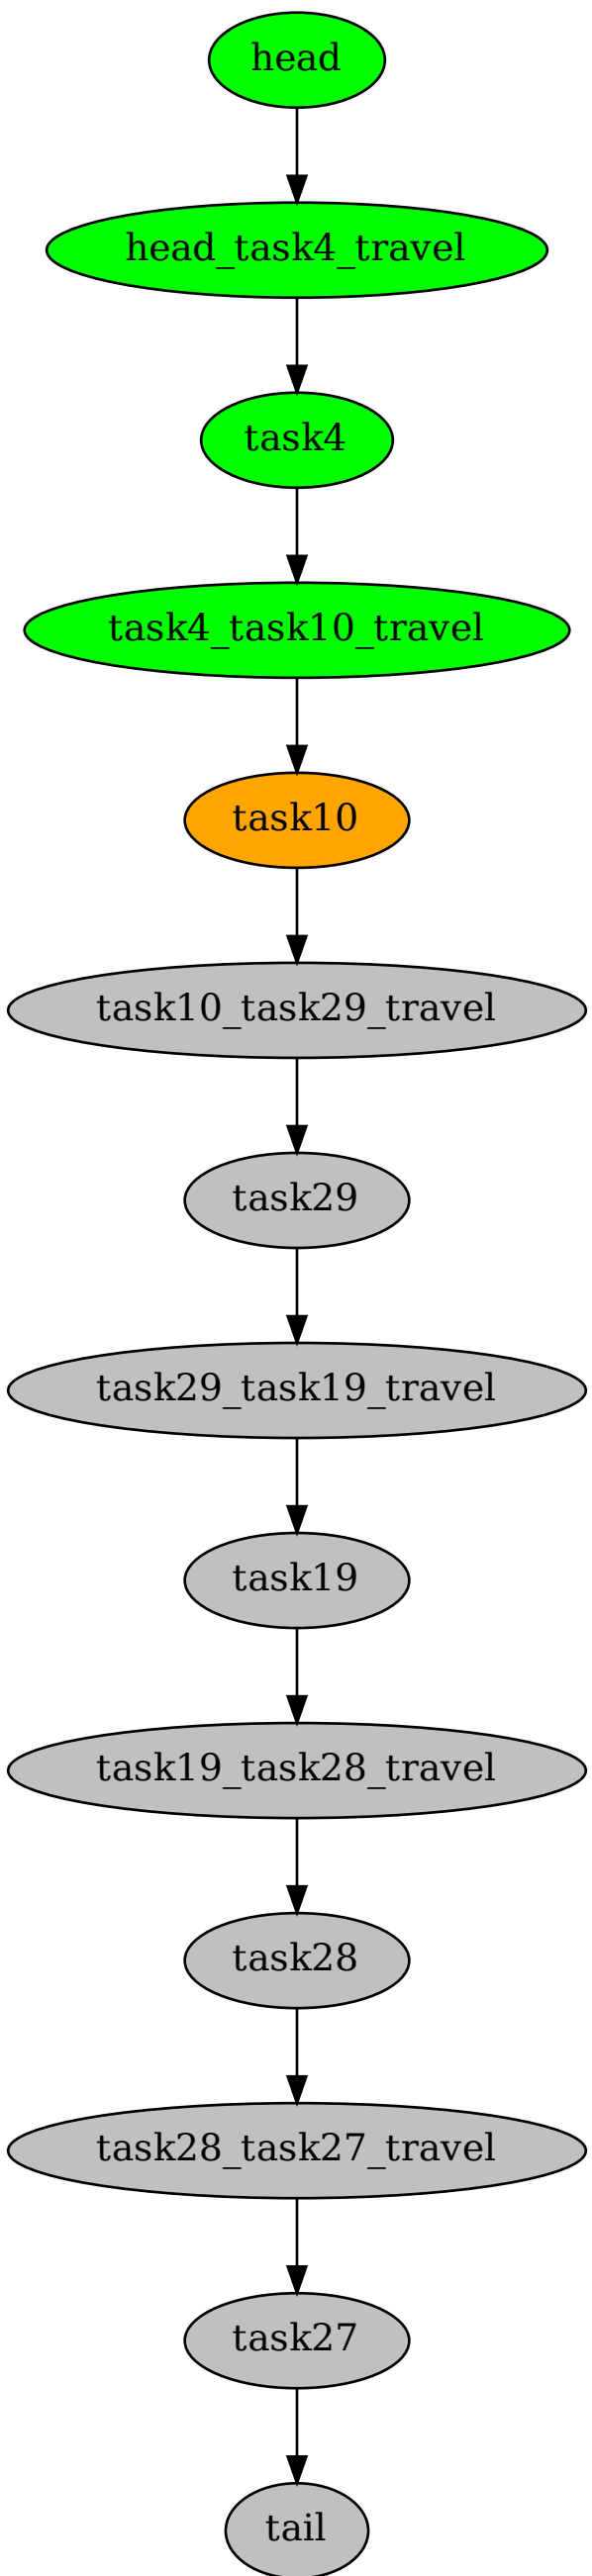 head
head_task4_travel
task4
task4_task10_travel
task10
task10_task29_travel
task29
task29_task19_travel
task19
task19_task28_travel
task28
task28_task27_travel
task27
tail